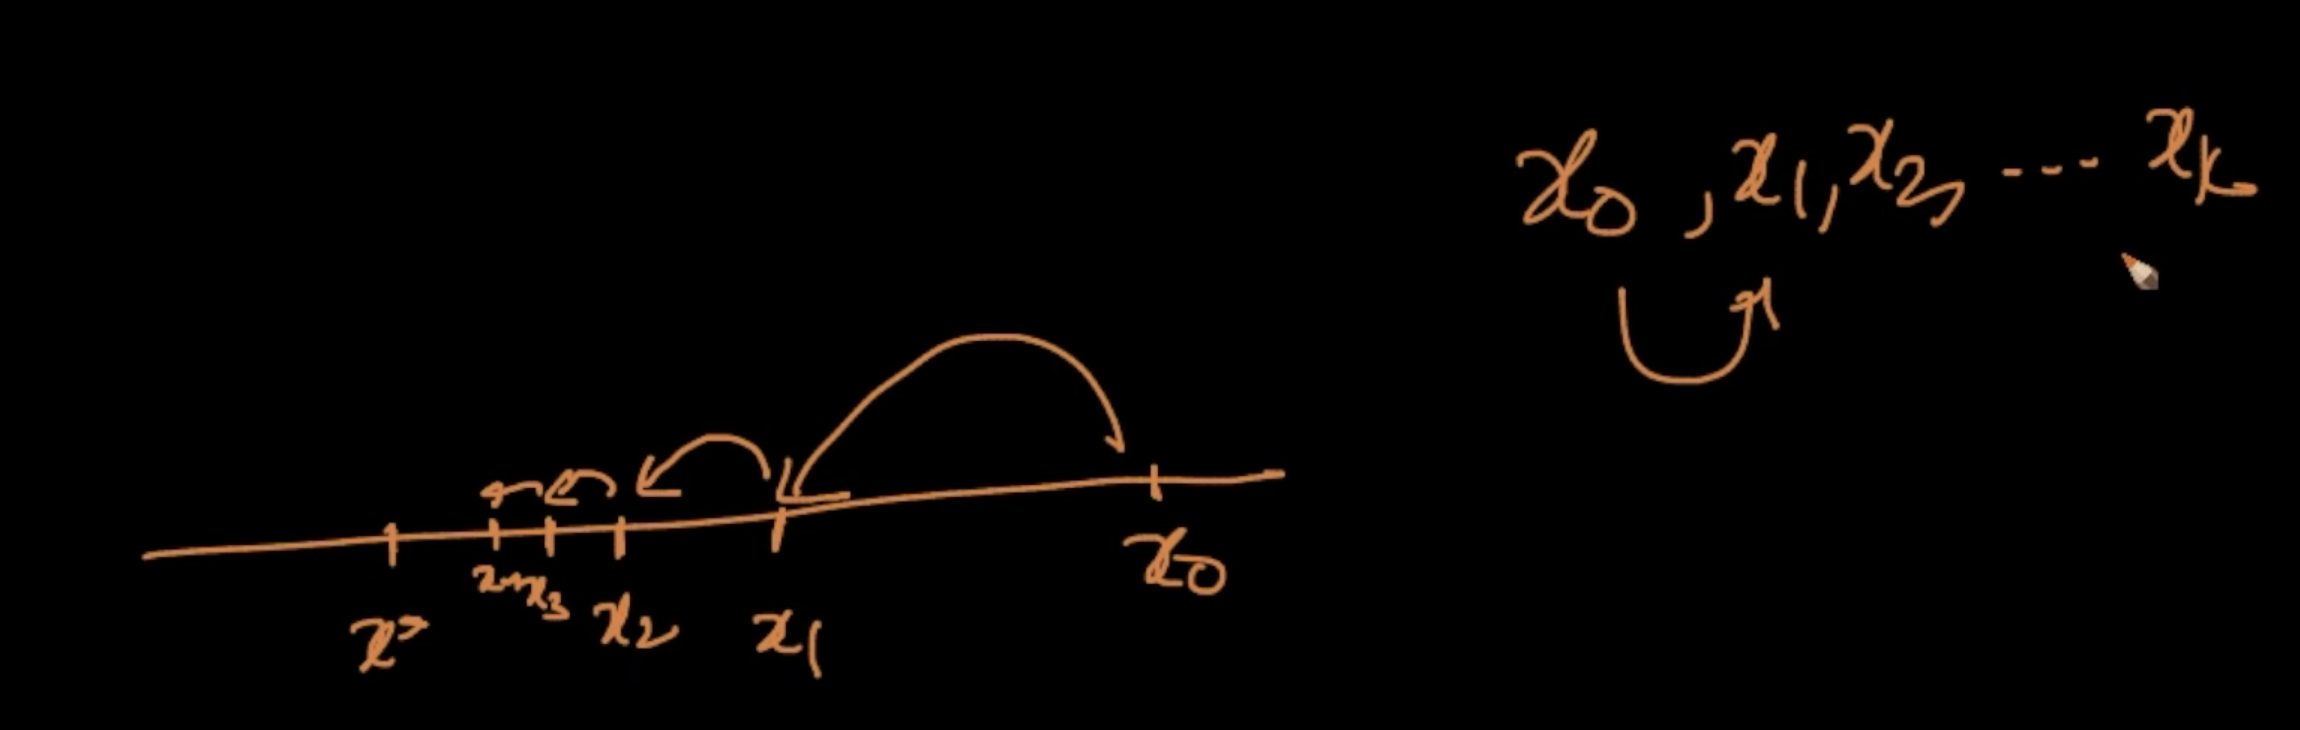 x₀, x₁, x₂, --- xₖ
x₃ x₂ x₁ x₀